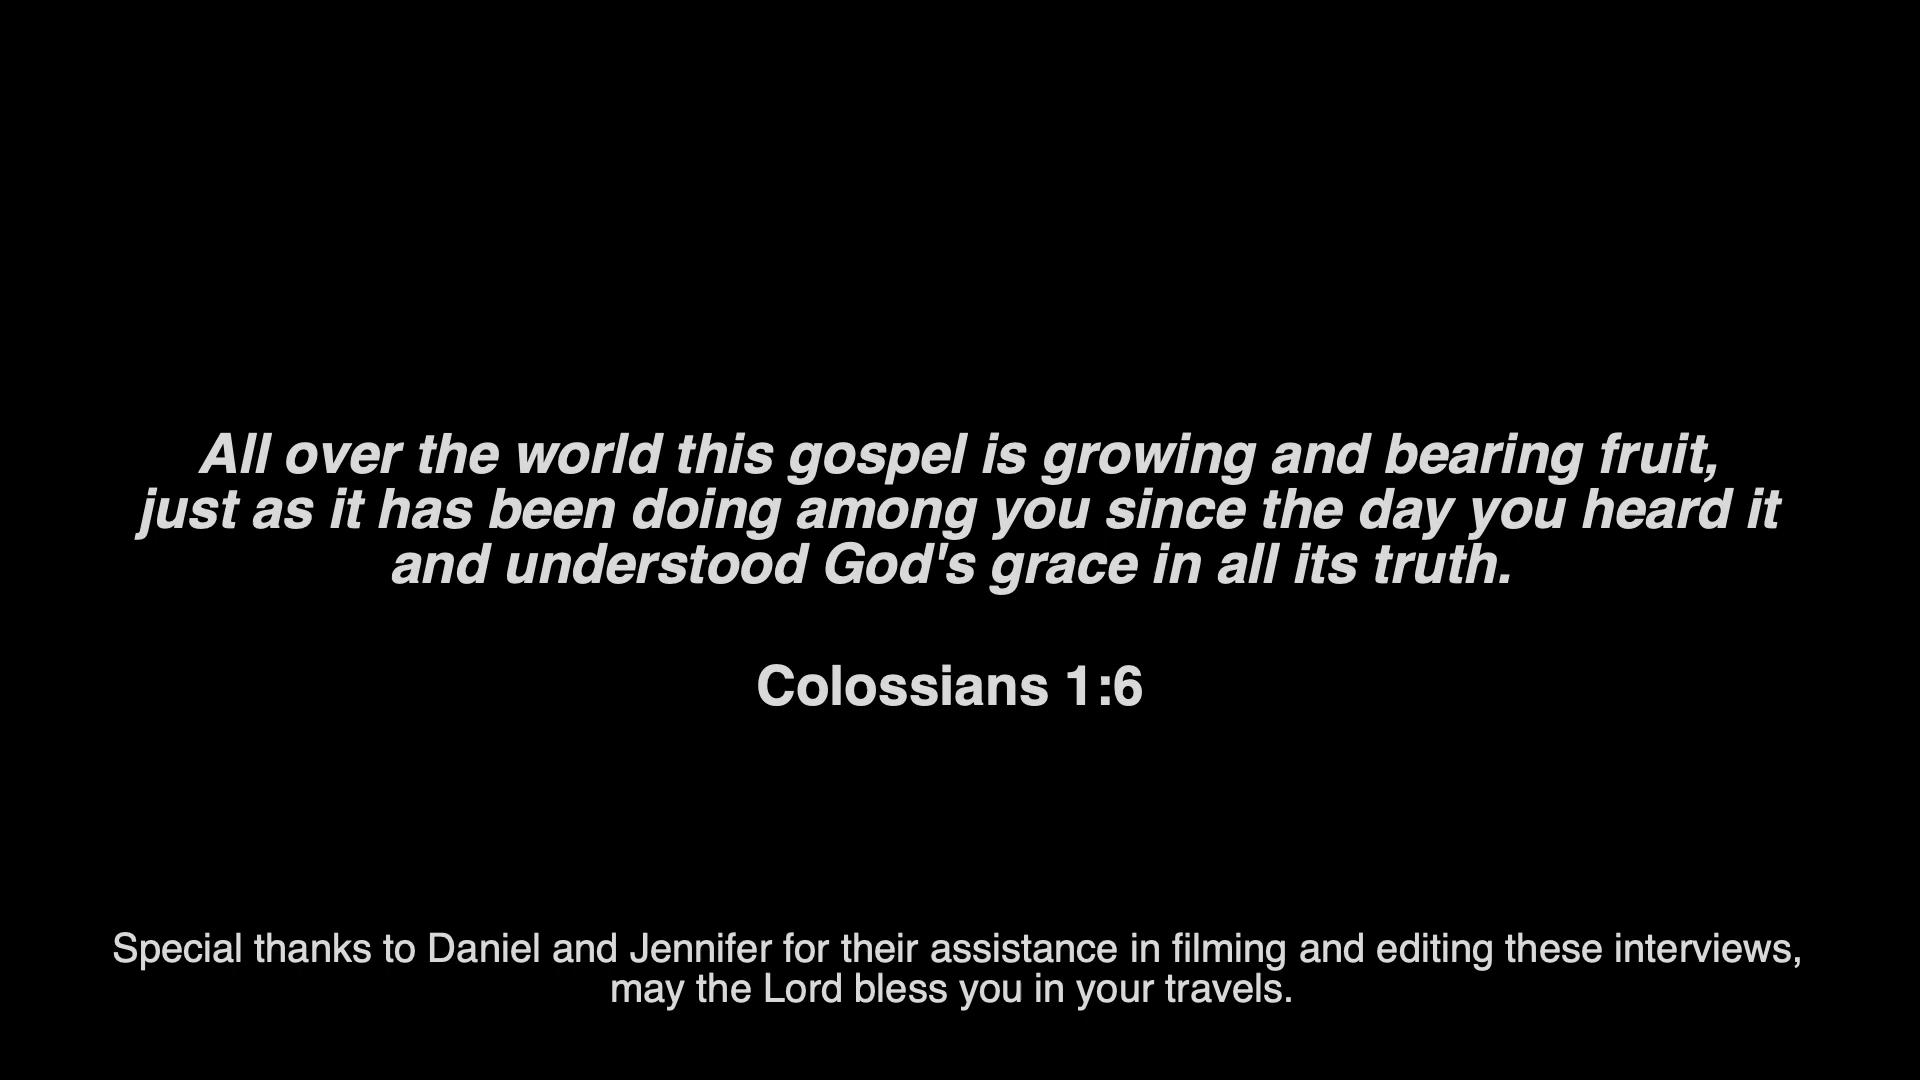 All over the world this gospel is growing and bearing fruit,
just as it has been doing among you since the day you heard it
and understood God's grace in all its truth.
Colossians 1:6
Special thanks to Daniel and Jennifer for their assistance in filming and editing these interviews,
may the Lord bless you in your travels.